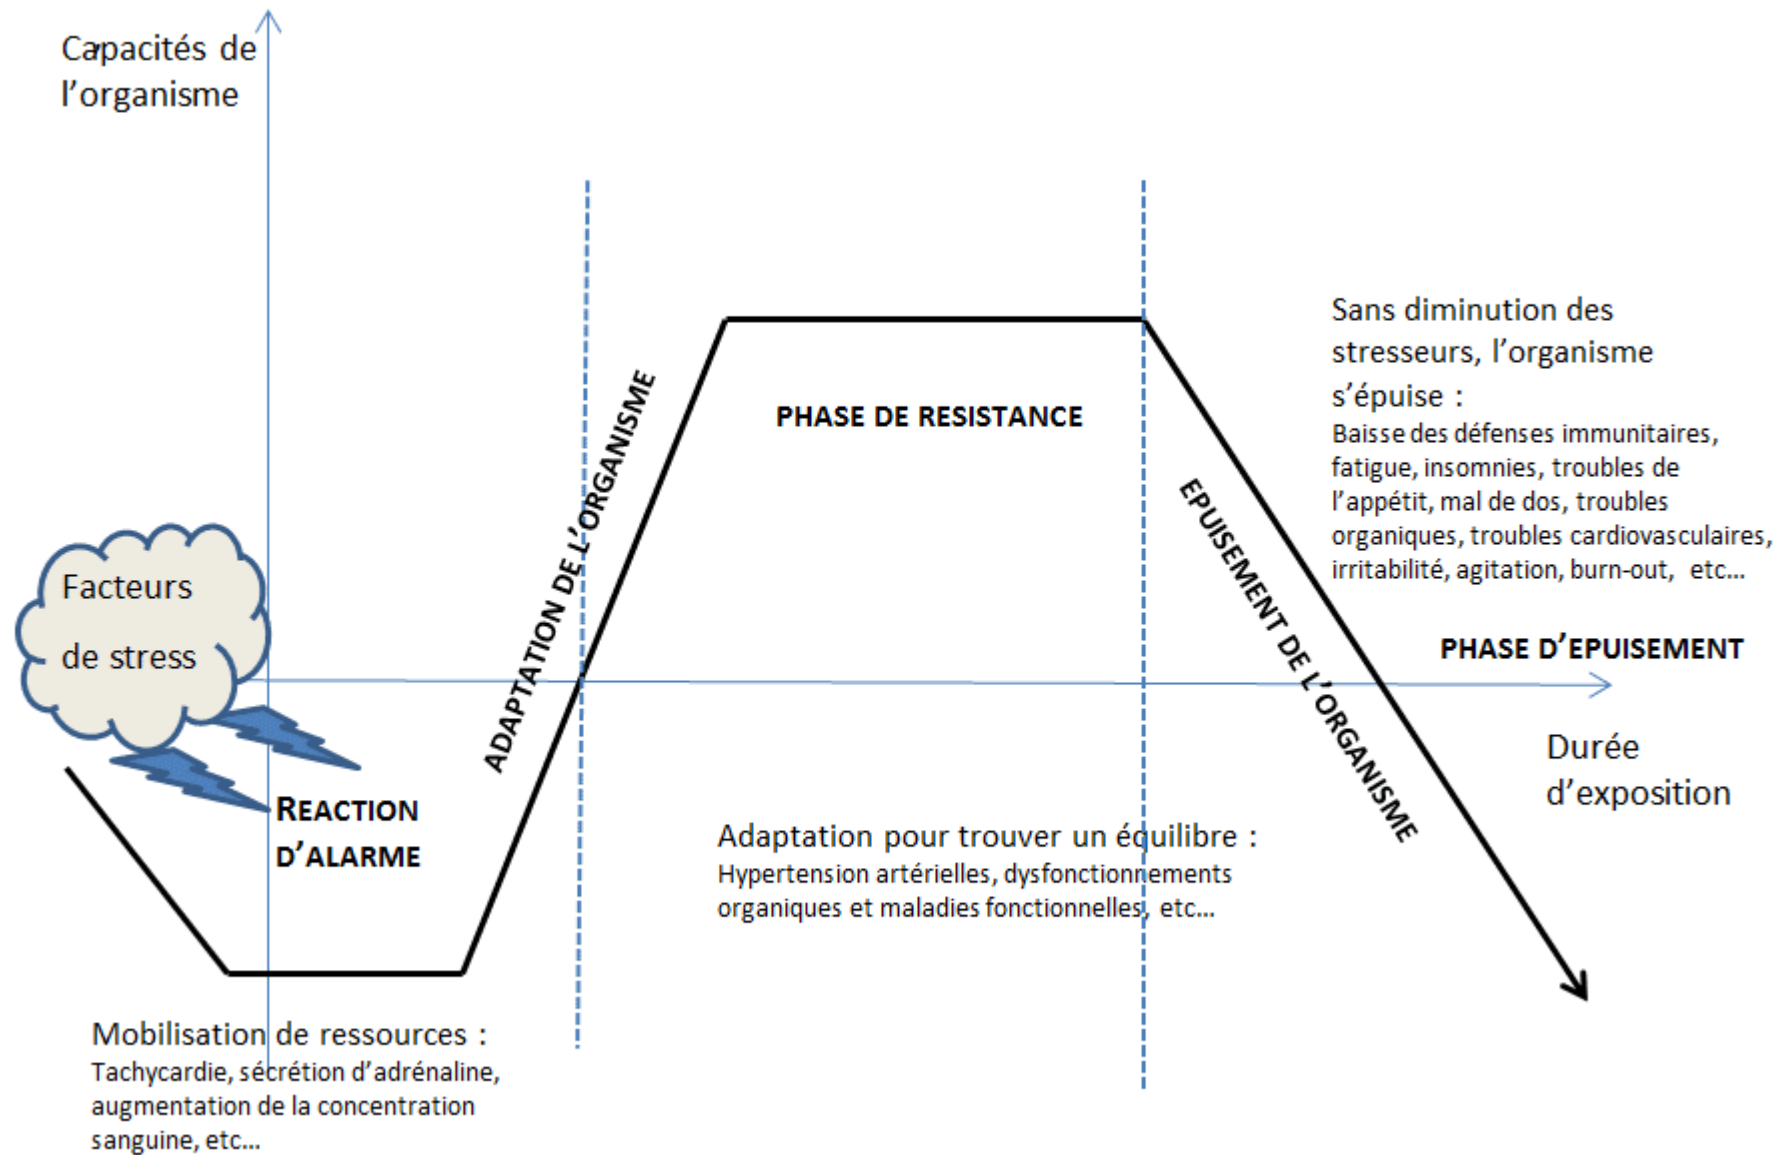 Capacités de
l'organisme
Facteurs
de stress
REACTION
D'ALARME
Mobilisation de ressources :
Tachycardie, sécrétion d'adrénaline,
augmentation de la concentration
sanguine, etc...
ADAPTATION DE L'ORGANISME
PHASE DE RESISTANCE
Adaptation pour trouver un équilibre :
Hypertension artérielles, dysfonctionnements
organiques et maladies fonctionnelles, etc...
EPUISEMENT DE L'ORGANISME
Sans diminution des
stresseurs, l'organisme
s'épuise :
Baisse des défenses immunitaires,
fatigue, insomnies, troubles de
l'appétit, mal de dos, troubles
organiques, troubles cardiovasculaires,
irritabilité, agitation, burn-out, etc...
PHASE D'EPUISEMENT
Durée
d'exposition